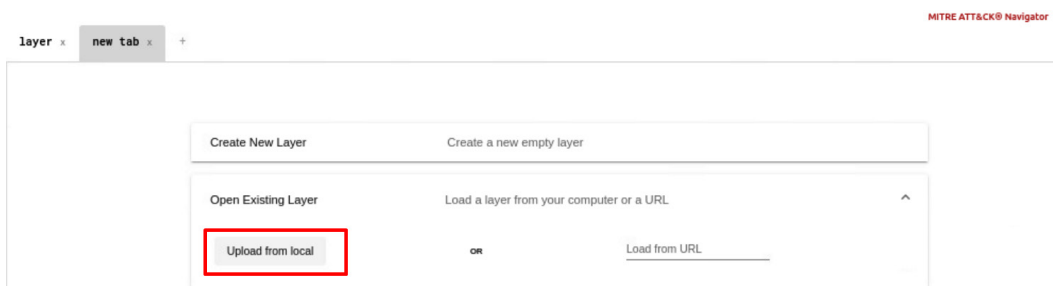 MITRE ATT&CK® Navigator
layer x new tab x +
Create New Layer Create a new empty layer
Open Existing Layer Load a layer from your computer or a URL
Upload from local OR Load from URL